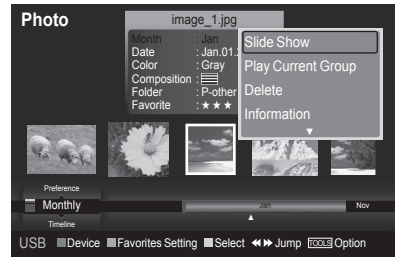 Photo
image_1.jpg
Month : Jan
Date : Jan.01.
Color : Gray
Composition :
Folder : P-other
Favorite : ★ ★ ★
Slide Show
Play Current Group
Delete
Information
▼
Preference
Monthly
Timeline
Jan
Nov
▲
USB Device Favorites Setting Select ◄► Jump TOOLS Option